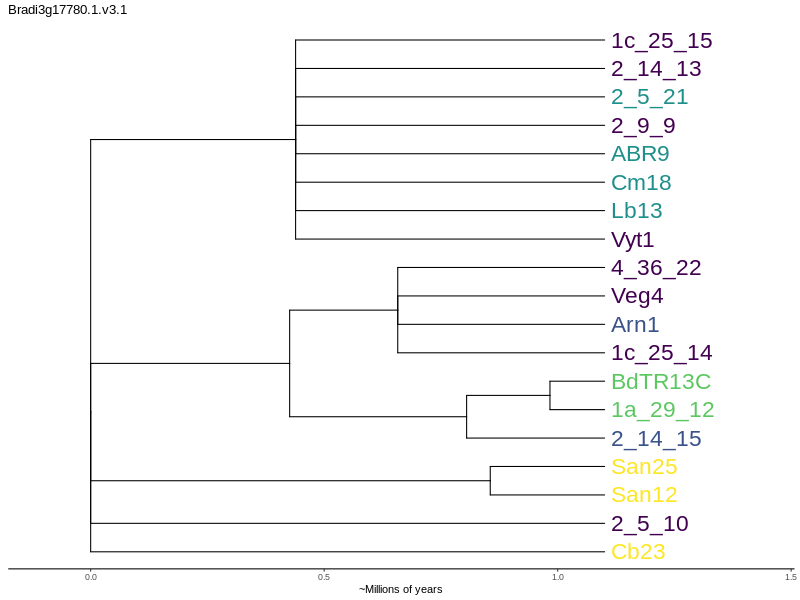 Bradi3g17780.1.v3.1
1c_25_15
2_14_13
2_5_21
2_9_9
ABR9
Cm18
Lb13
Vyt1
4_36_22
Veg4
Arn1
1c_25_14
BdTR13C
1a_29_12
2_14_15
San25
San12
2_5_10
Cb23
0.0 0.5 1.0 1.5
~Millions of years